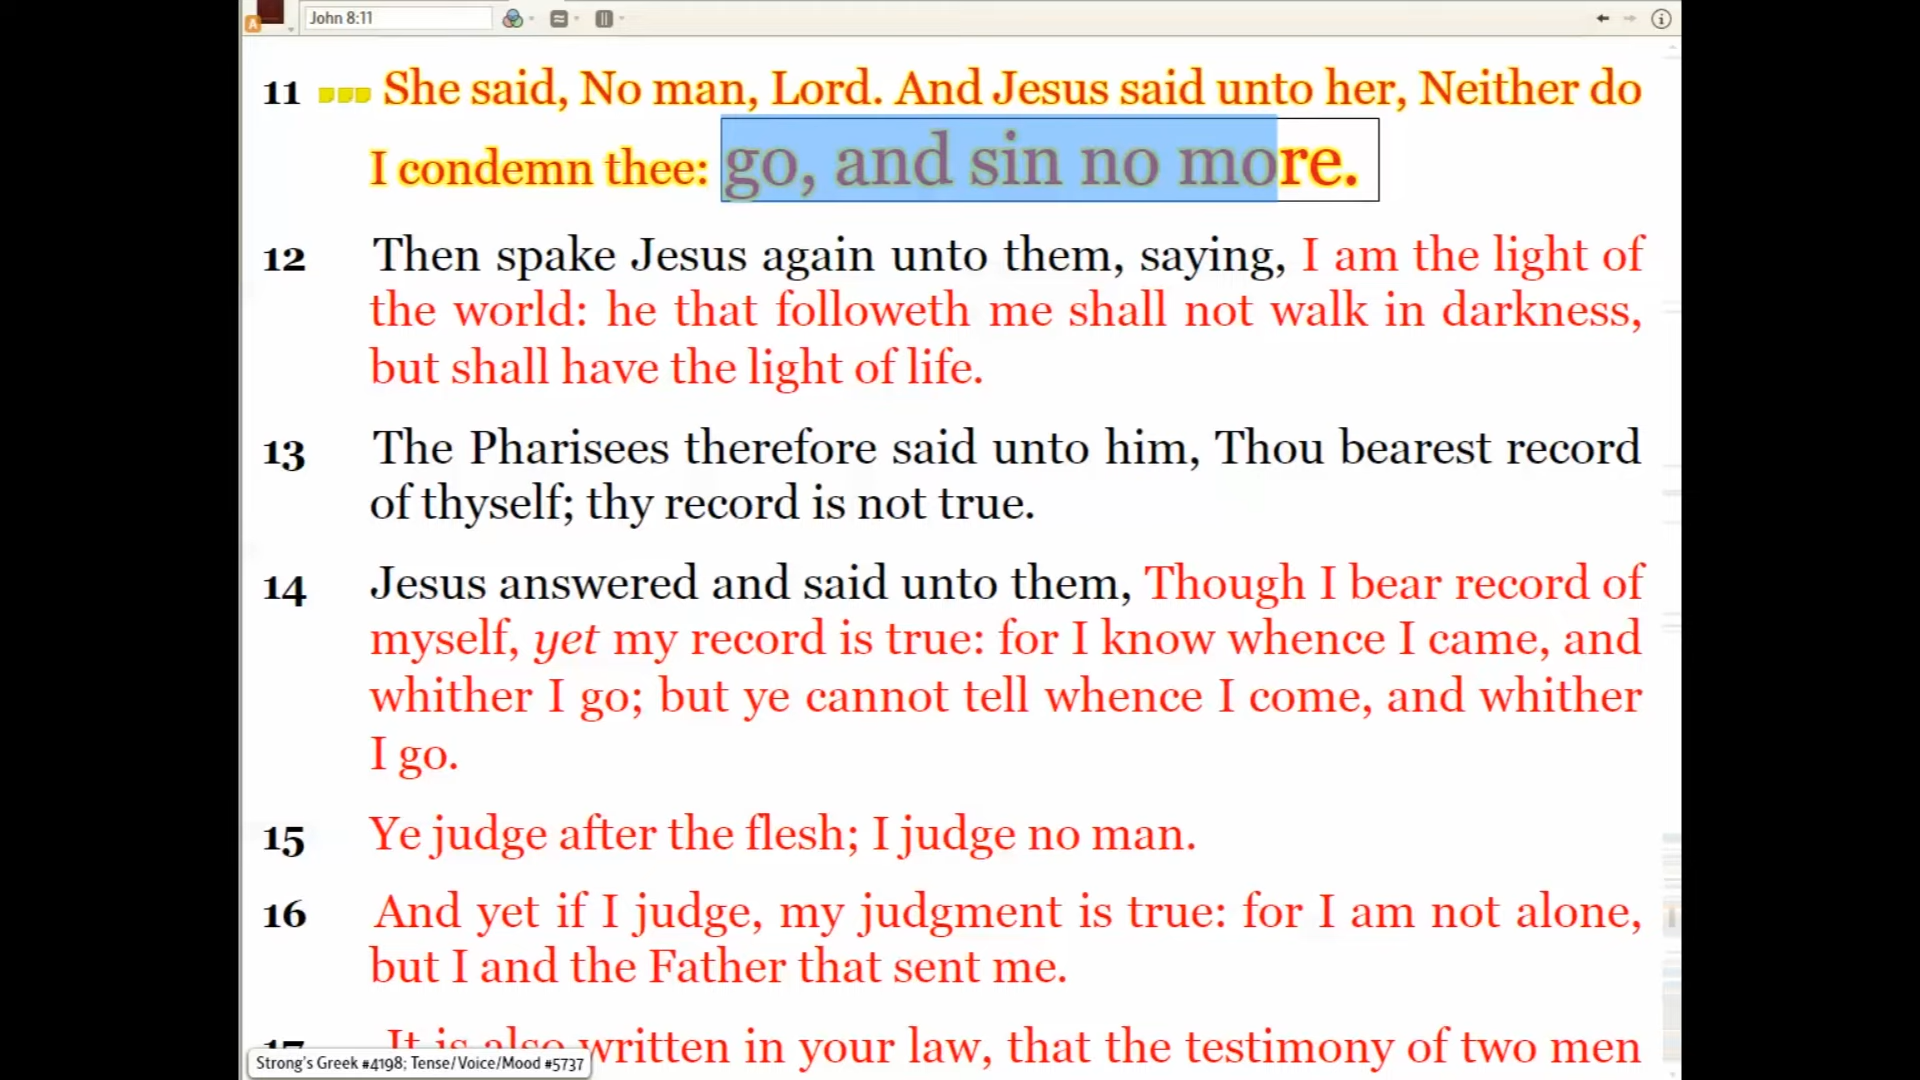 John 8:11
11 She said, No man, Lord. And Jesus said unto her, Neither do
I condemn thee: go, and sin no more.
12 Then spake Jesus again unto them, saying, I am the light of
the world: he that followeth me shall not walk in darkness,
but shall have the light of life.
13 The Pharisees therefore said unto him, Thou bearest record
of thyself; thy record is not true.
14 Jesus answered and said unto them, Though I bear record of
myself, yet my record is true: for I know whence I came, and
whither I go; but ye cannot tell whence I come, and whither
I go.
15 Ye judge after the flesh; I judge no man.
16 And yet if I judge, my judgment is true: for I am not alone,
but I and the Father that sent me.
17 It is also written in your law, that the testimony of two men
Strong's Greek #4198; Tense/Voice/Mood #5737